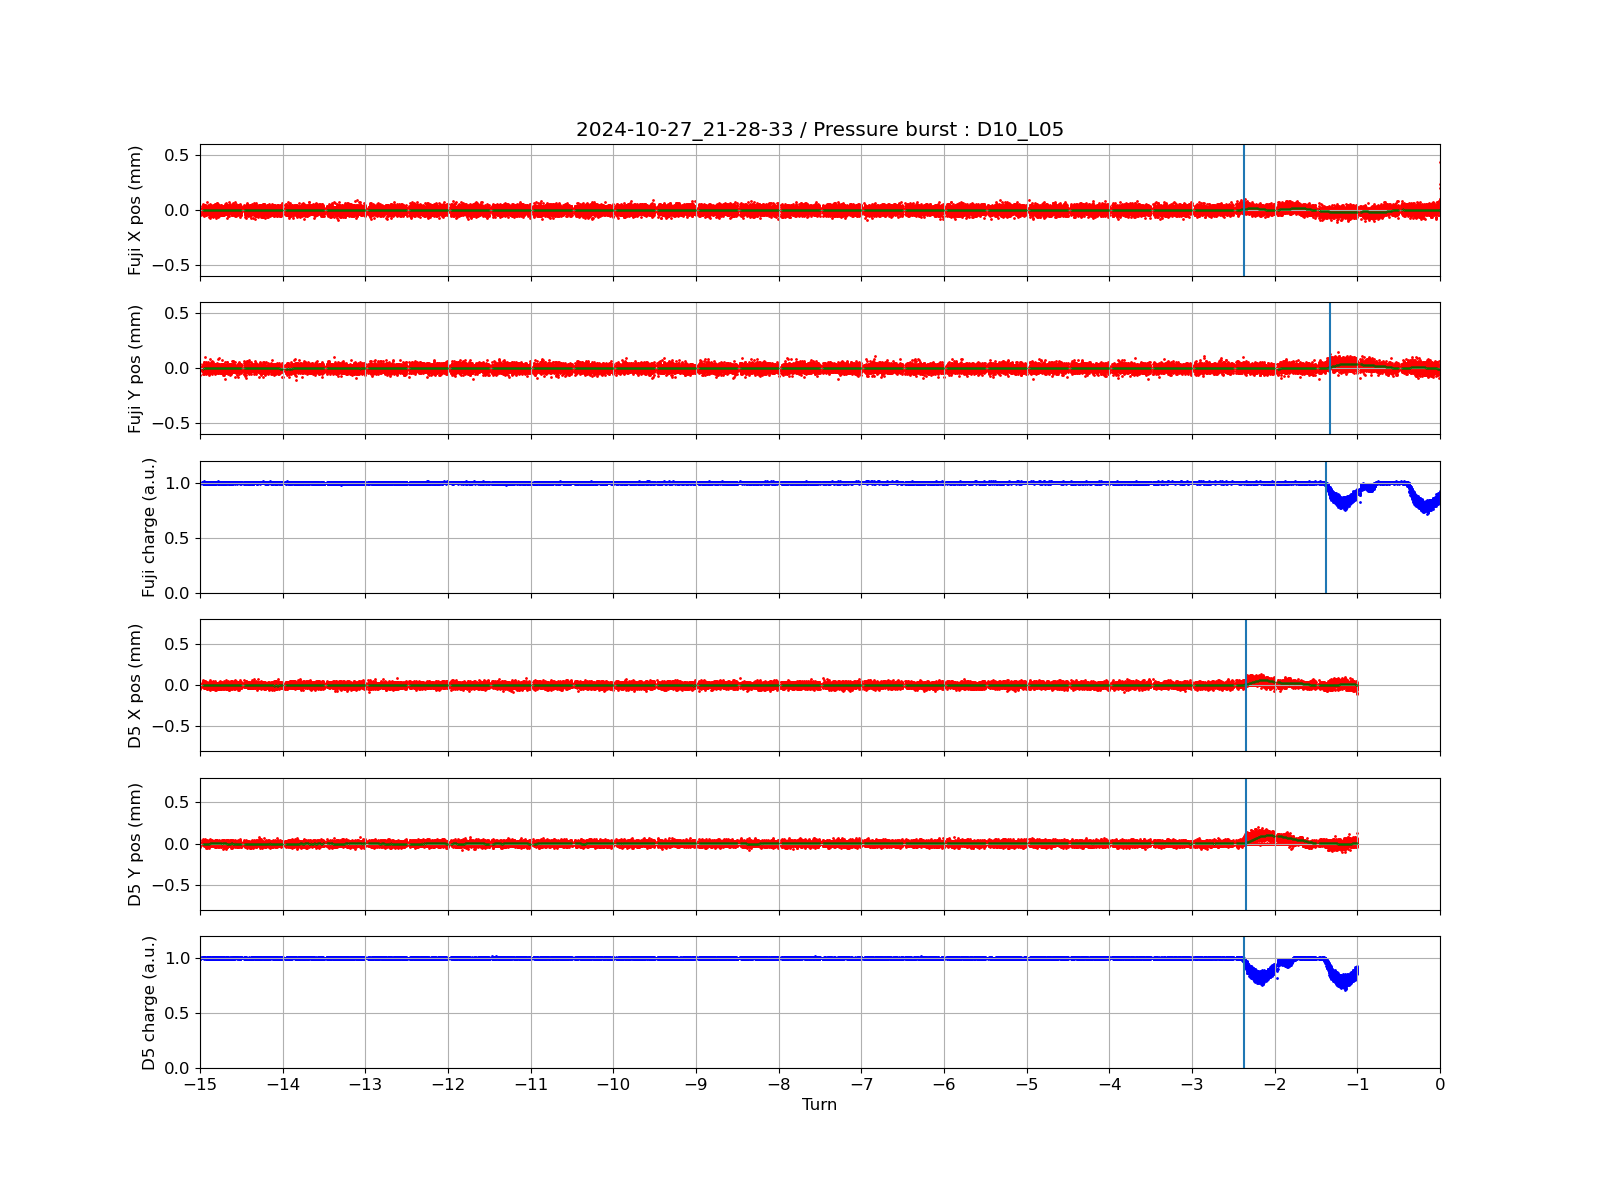 2024-10-27_21-28-33 / Pressure burst : D10_L05
Fuji X pos (mm)
0.5
0.0
−0.5
Fuji Y pos (mm)
0.5
0.0
−0.5
Fuji charge (a.u.)
1.0
0.5
0.0
D5 X pos (mm)
0.5
0.0
−0.5
D5 Y pos (mm)
0.5
0.0
−0.5
D5 charge (a.u.)
1.0
0.5
0.0
−15 −14 −13 −12 −11 −10 −9 −8 −7 −6 −5 −4 −3 −2 −1 0
Turn